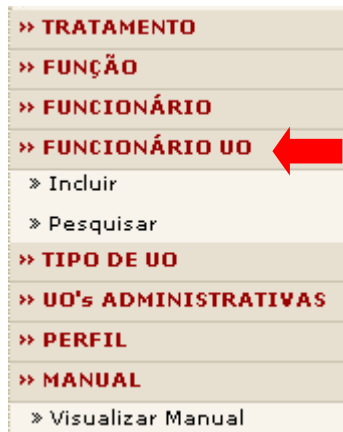 » TRATAMENTO
» FUNÇÃO
» FUNCIONÁRIO
» FUNCIONÁRIO UO
» Incluir
» Pesquisar
» TIPO DE UO
» UO's ADMINISTRATIVAS
» PERFIL
» MANUAL
» Visualizar Manual